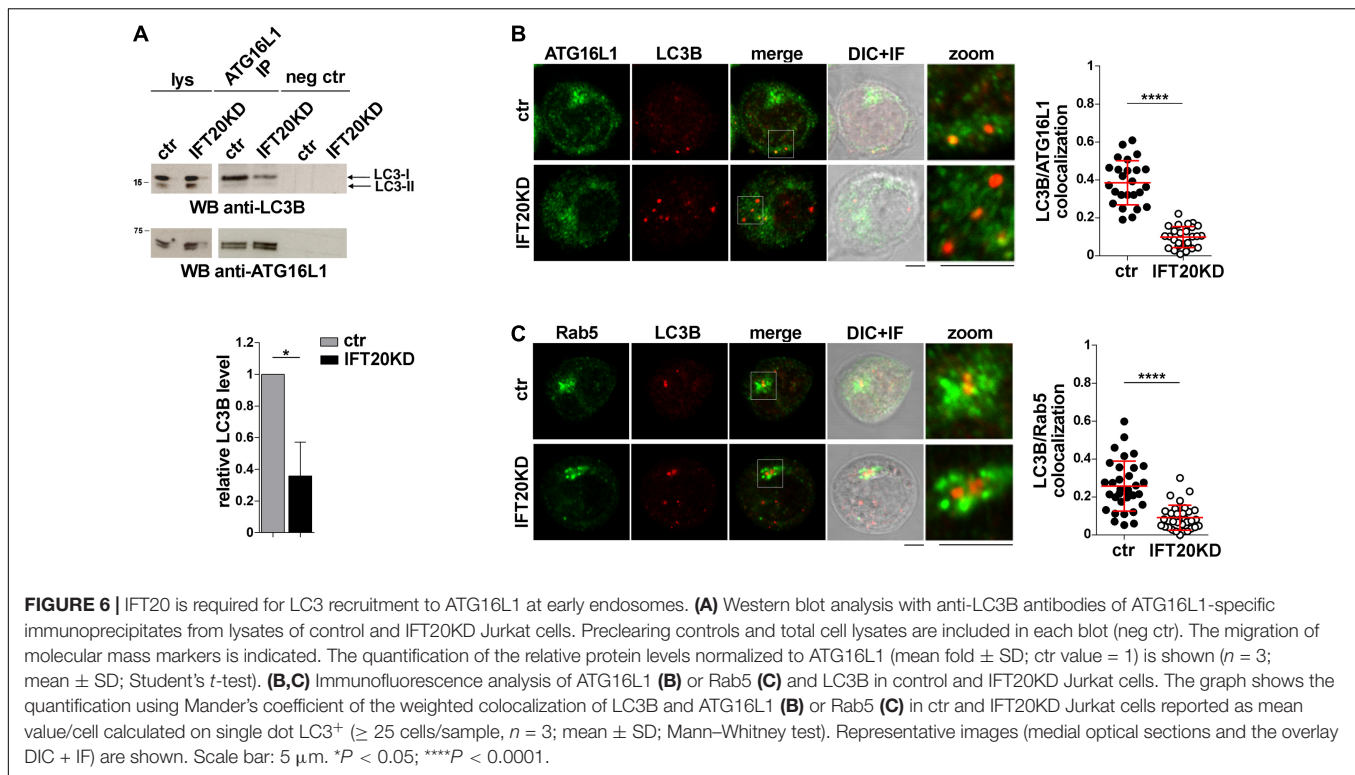 A
lys
ATG16L1
IP
neg ctr
ctr
IFT20KD
ctr
IFT20KD
ctr
IFT20KD
15
LC3-I
LC3-II
WB anti-LC3B
75
WB anti-ATG16L1
relative LC3B level
1.2
1
0.8
0.6
0.4
0.2
0
*
ctr
IFT20KD
B
ATG16L1 LC3B merge DIC+IF zoom
ctr
IFT20KD
LC3B/ATG16L1
colocalization
1
0.8
0.6
0.4
0.2
0
****
ctr IFT20KD
C
Rab5 LC3B merge DIC+IF zoom
ctr
IFT20KD
LC3B/Rab5
colocalization
1
0.8
0.6
0.4
0.2
0
****
ctr IFT20KD
FIGURE 6 | IFT20 is required for LC3 recruitment to ATG16L1 at early endosomes. (A) Western blot analysis with anti-LC3B antibodies of ATG16L1-specific
immunoprecipitates from lysates of control and IFT20KD Jurkat cells. Preclearing controls and total cell lysates are included in each blot (neg ctr). The migration of
molecular mass markers is indicated. The quantification of the relative protein levels normalized to ATG16L1 (mean fold ± SD; ctr value = 1) is shown (n = 3;
mean ± SD; Student's t-test). (B,C) Immunofluorescence analysis of ATG16L1 (B) or Rab5 (C) and LC3B in control and IFT20KD Jurkat cells. The graph shows the
quantification using Mander's coefficient of the weighted colocalization of LC3B and ATG16L1 (B) or Rab5 (C) in ctr and IFT20KD Jurkat cells reported as mean
value/cell calculated on single dot LC3⁺ (≥ 25 cells/sample, n = 3; mean ± SD; Mann–Whitney test). Representative images (medial optical sections and the overlay
DIC + IF) are shown. Scale bar: 5 μm. *P < 0.05; ****P < 0.0001.